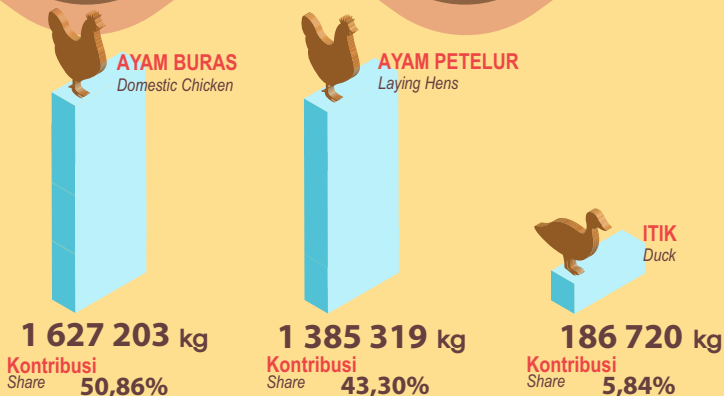 AYAM BURAS
Domestic Chicken
1 627 203 kg
Kontribusi
Share 50,86%
AYAM PETELUR
Laying Hens
1 385 319 kg
Kontribusi
Share 43,30%
ITIK
Duck
186 720 kg
Kontribusi
Share 5,84%